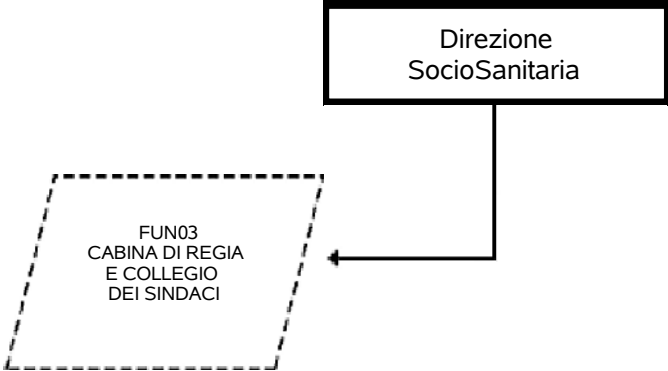 Direzione
SocioSanitaria
FUN03
CABINA DI REGIA
E COLLEGIO
DEI SINDACI